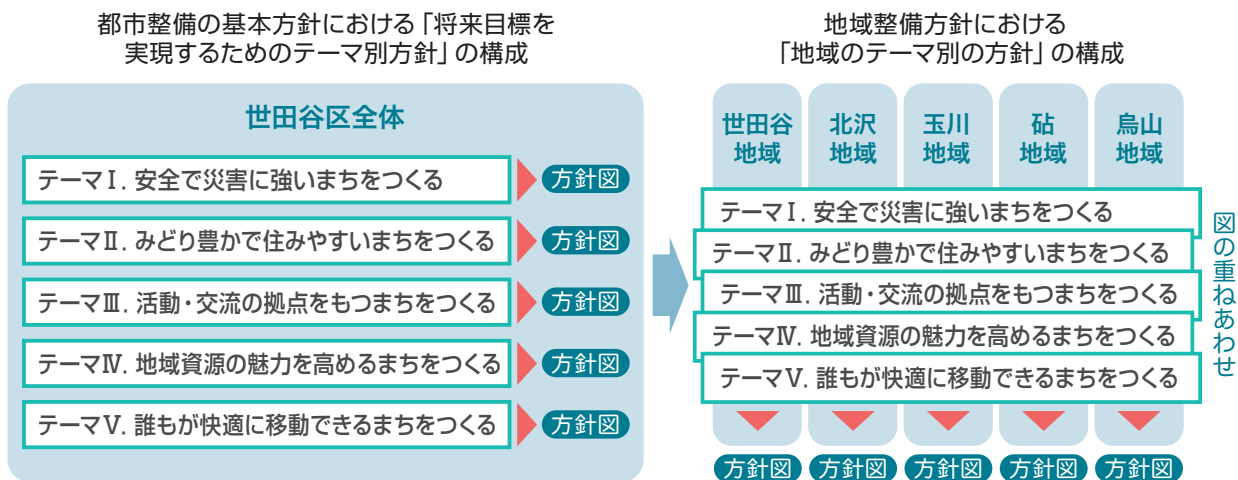 都市整備の基本方針における「将来目標を
実現するためのテーマ別方針」の構成
世田谷区全体
テーマⅠ. 安全で災害に強いまちをつくる
方針図
テーマⅡ. みどり豊かで住みやすいまちをつくる
方針図
テーマⅢ. 活動・交流の拠点をもつまちをつくる
方針図
テーマⅣ. 地域資源の魅力を高めるまちをつくる
方針図
テーマⅤ. 誰もが快適に移動できるまちをつくる
方針図
地域整備方針における
「地域のテーマ別の方針」の構成
世田谷
地域
北沢
地域
玉川
地域
砧
地域
烏山
地域
テーマⅠ. 安全で災害に強いまちをつくる
テーマⅡ. みどり豊かで住みやすいまちをつくる
テーマⅢ. 活動・交流の拠点をもつまちをつくる
テーマⅣ. 地域資源の魅力を高めるまちをつくる
テーマⅤ. 誰もが快適に移動できるまちをつくる
図の重ねあわせ
方針図
方針図
方針図
方針図
方針図